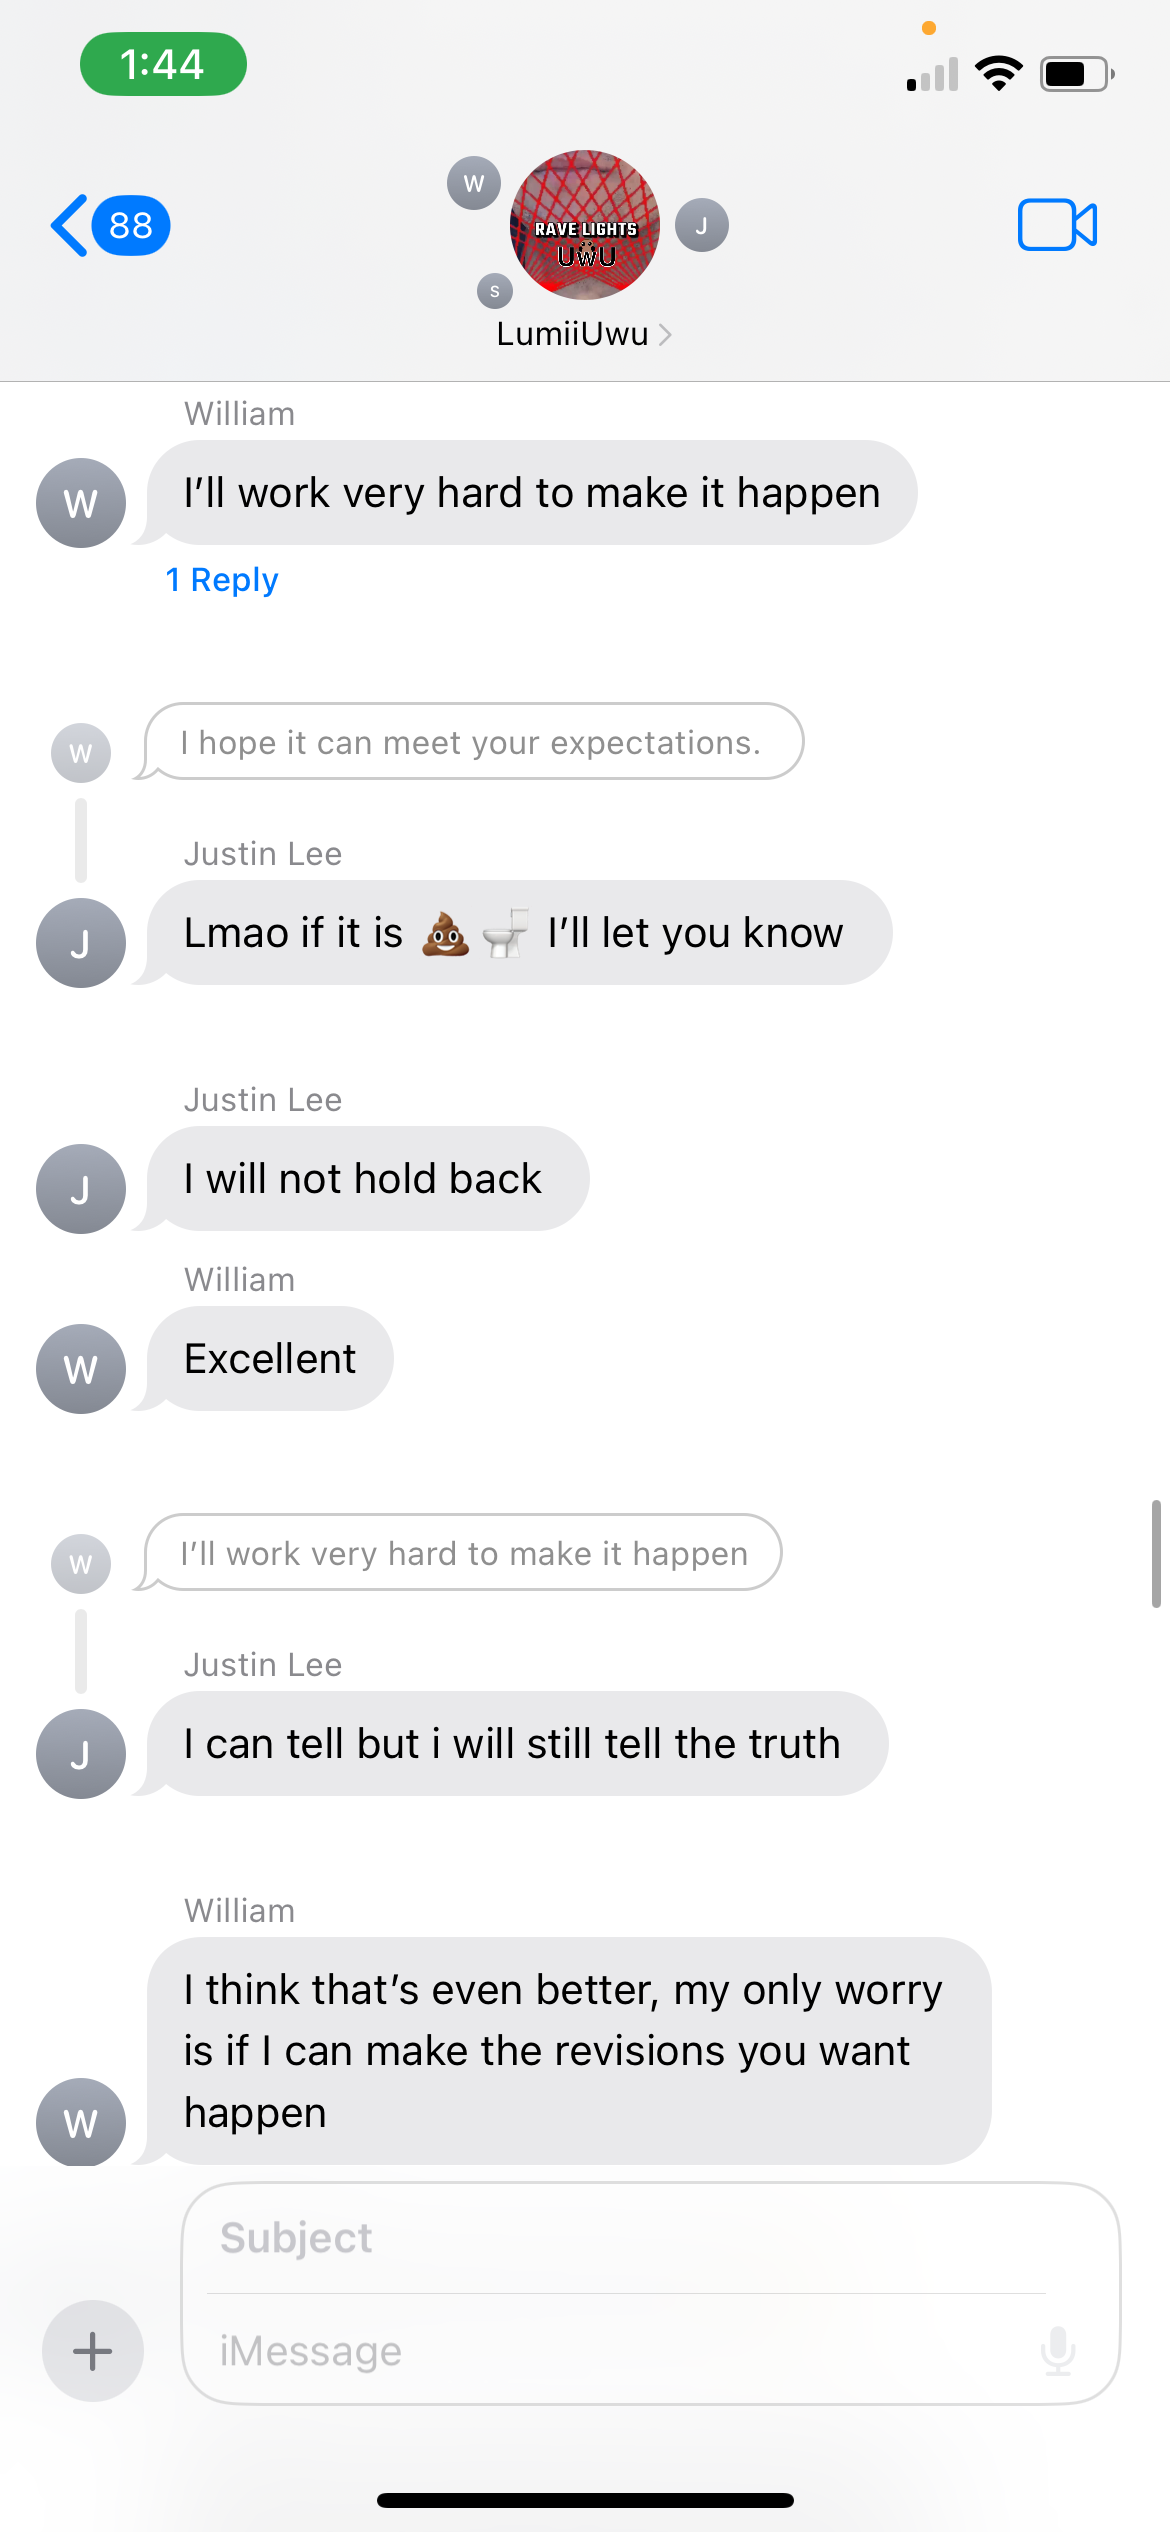 1:44
88
W
J
S
RAVE LIGHTS
UWU
LumiiUwu
William
W
I’ll work very hard to make it happen
1 Reply
W
I hope it can meet your expectations.
Justin Lee
J
Lmao if it is 💩 🚽 I’ll let you know
Justin Lee
J
I will not hold back
William
W
Excellent
W
I’ll work very hard to make it happen
Justin Lee
J
I can tell but i will still tell the truth
William
I think that’s even better, my only worry
is if I can make the revisions you want
happen
W
Subject
iMessage